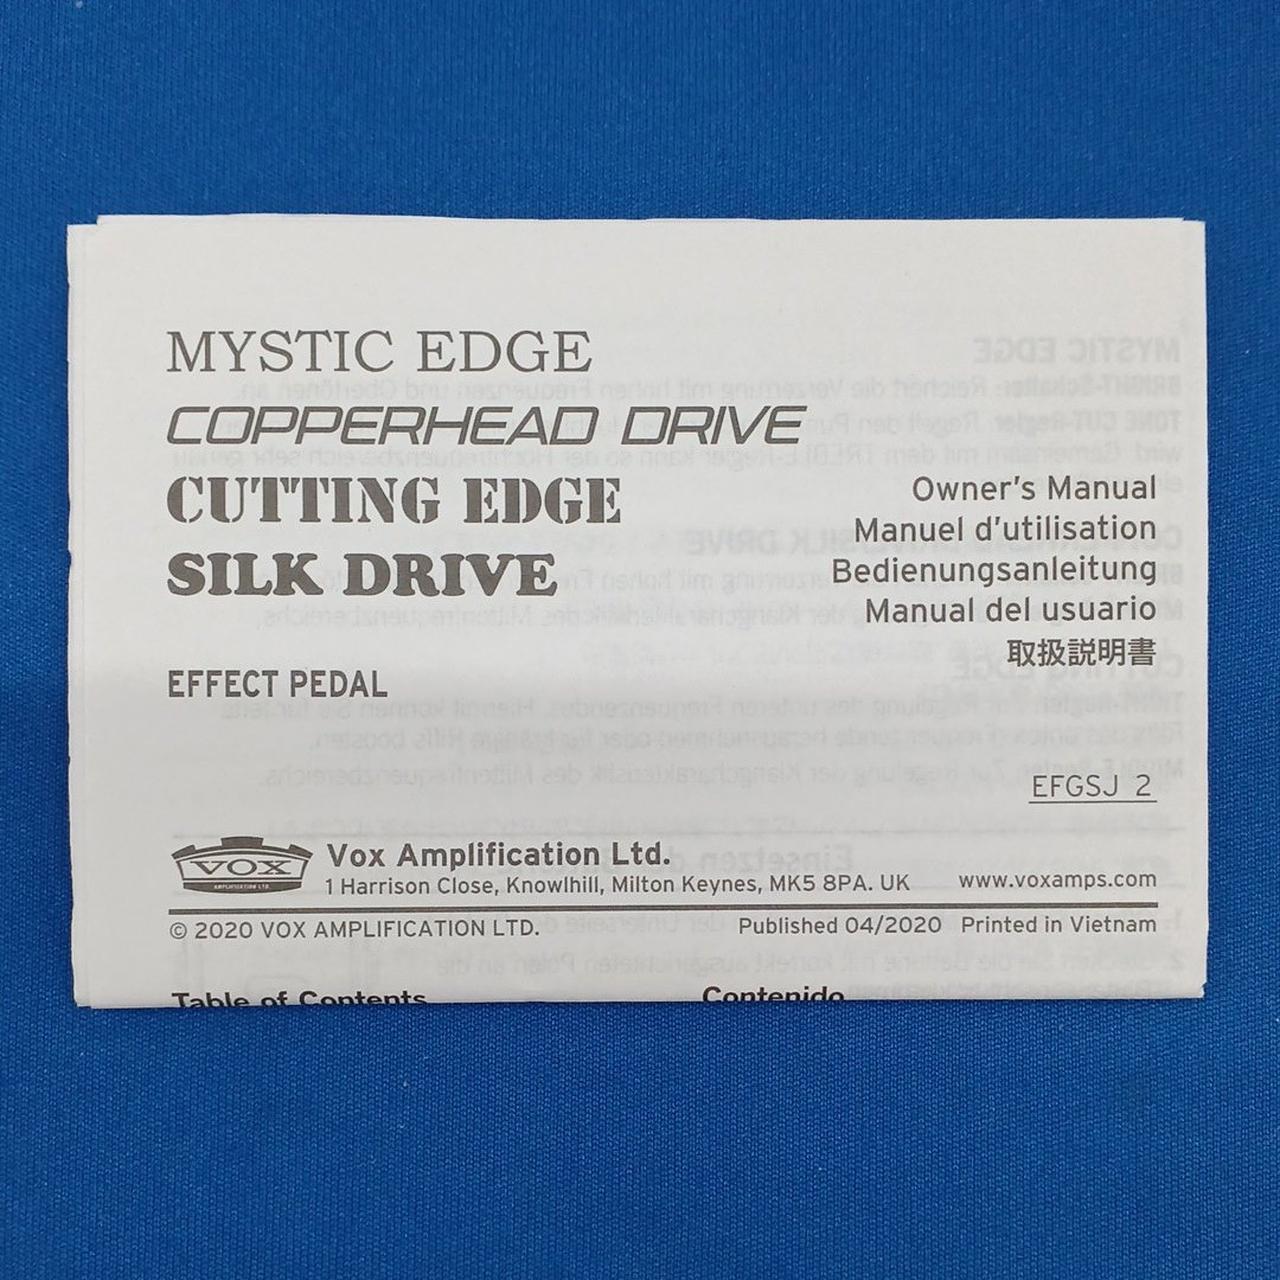 MYSTIC EDGE
COPPERHEAD DRIVE
CUTTING EDGE
SILK DRIVE
EFFECT PEDAL
Owner's Manual
Manuel d'utilisation
Bedienungsanleitung
Manual del usuario
取扱説明書
EFGSJ 2
VOX
AMPLIFICATION LTD.
Vox Amplification Ltd.
1 Harrison Close, Knowlhill, Milton Keynes, MK5 8PA. UK www.voxamps.com
© 2020 VOX AMPLIFICATION LTD. Published 04/2020 Printed in Vietnam
Table of Contents Contenido